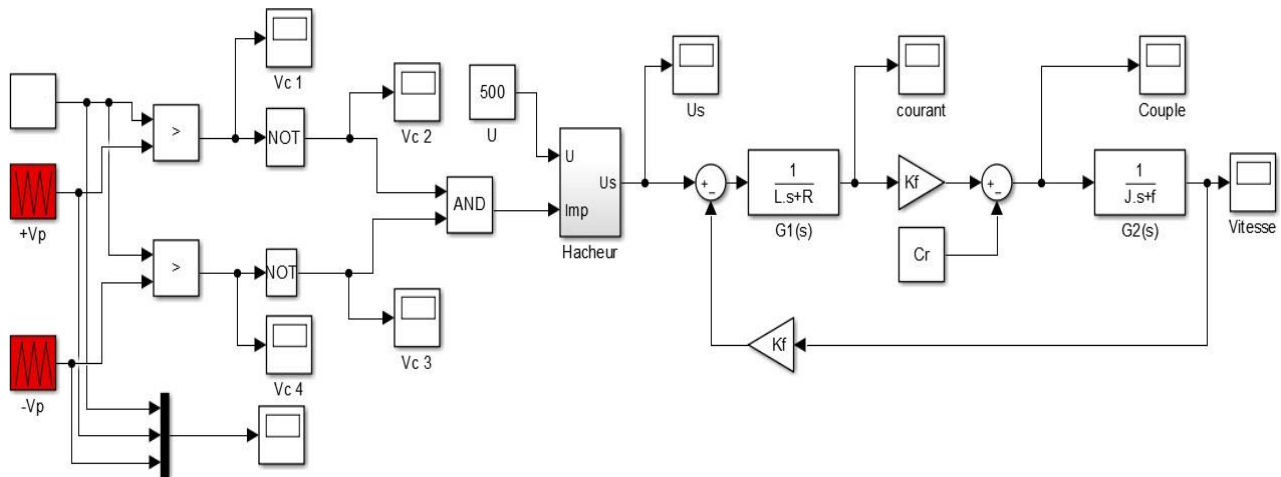 Vc 1
>
NOT
Vc 2
500
U
+Vp
AND
U
Imp
Us
Hacheur
Us
+
−
1
L.s+R
G1(s)
courant
Kf
+
−
Cr
Couple
1
J.s+f
G2(s)
Vitesse
>
NOT
Vc 3
Vc 4
-Vp
Kf